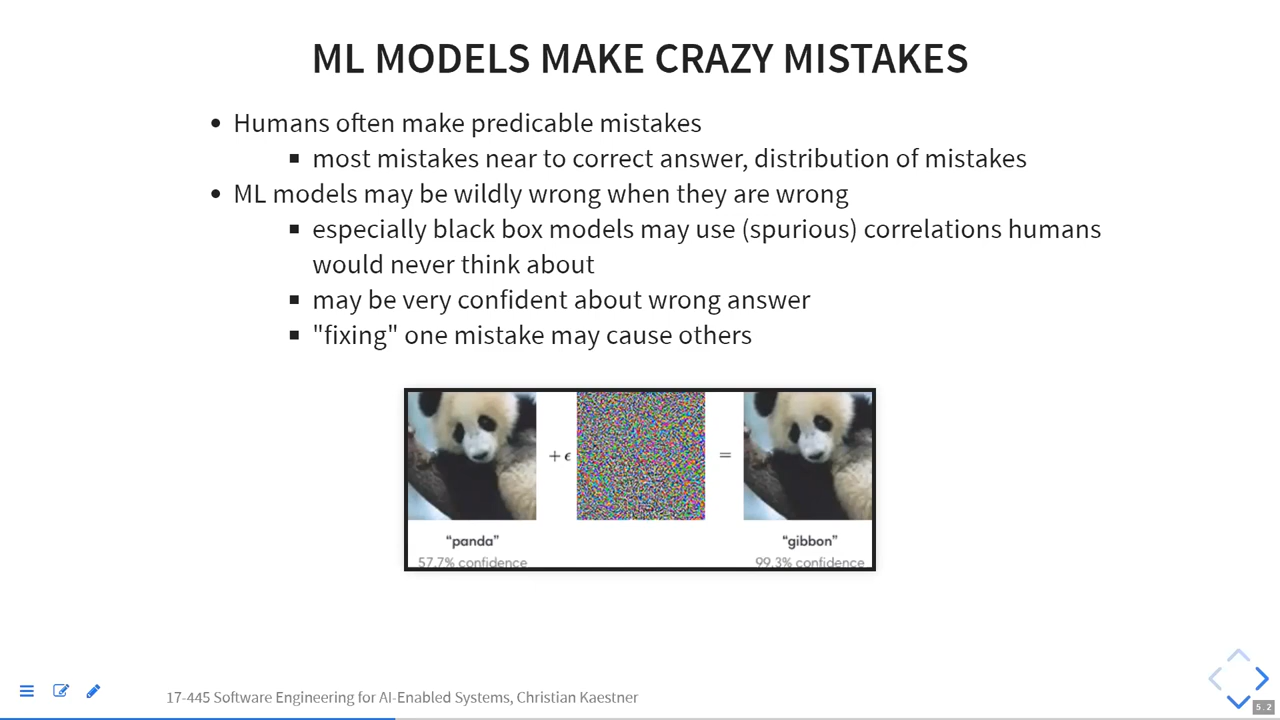 ML MODELS MAKE CRAZY MISTAKES
• Humans often make predicable mistakes
▪ most mistakes near to correct answer, distribution of mistakes
• ML models may be wildly wrong when they are wrong
▪ especially black box models may use (spurious) correlations humans
would never think about
▪ may be very confident about wrong answer
▪ "fixing" one mistake may cause others
+ ϵ =
“panda” “gibbon”
57.7% confidence 99.3% confidence
17-445 Software Engineering for AI-Enabled Systems, Christian Kaestner
5.2